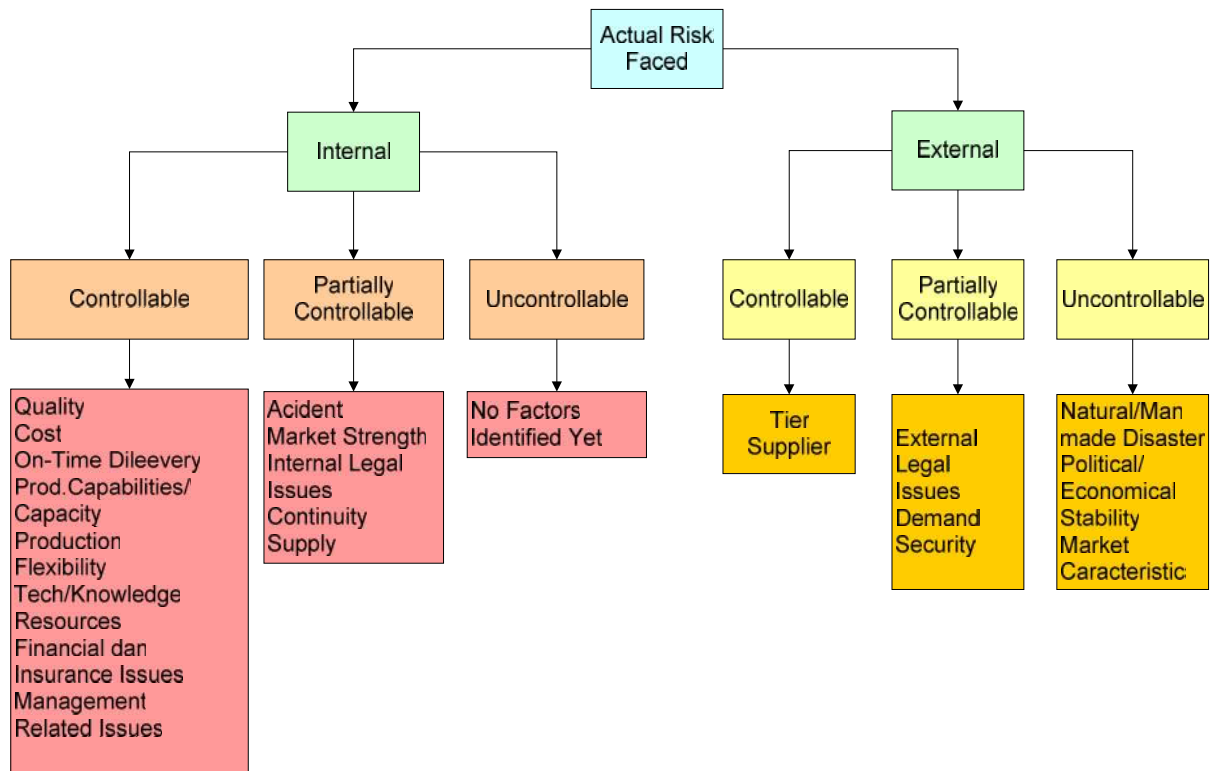 Actual Risk
Faced
Internal
External
Controllable
Partially
Controllable
Uncontrollable
Controllable
Partially
Controllable
Uncontrollable
Quality
Cost
On-Time Dileevery
Prod.Capabilities/
Capacity
Production
Flexibility
Tech/Knowledge
Resources
Financial dan
Insurance Issues
Management
Related Issues
Acident
Market Strength
Internal Legal
Issues
Continuity
Supply
No Factors
Identified Yet
Tier
Supplier
External
Legal
Issues
Demand
Security
Natural/Man
made Disaster
Political/
Economical
Stability
Market
Caracteristic